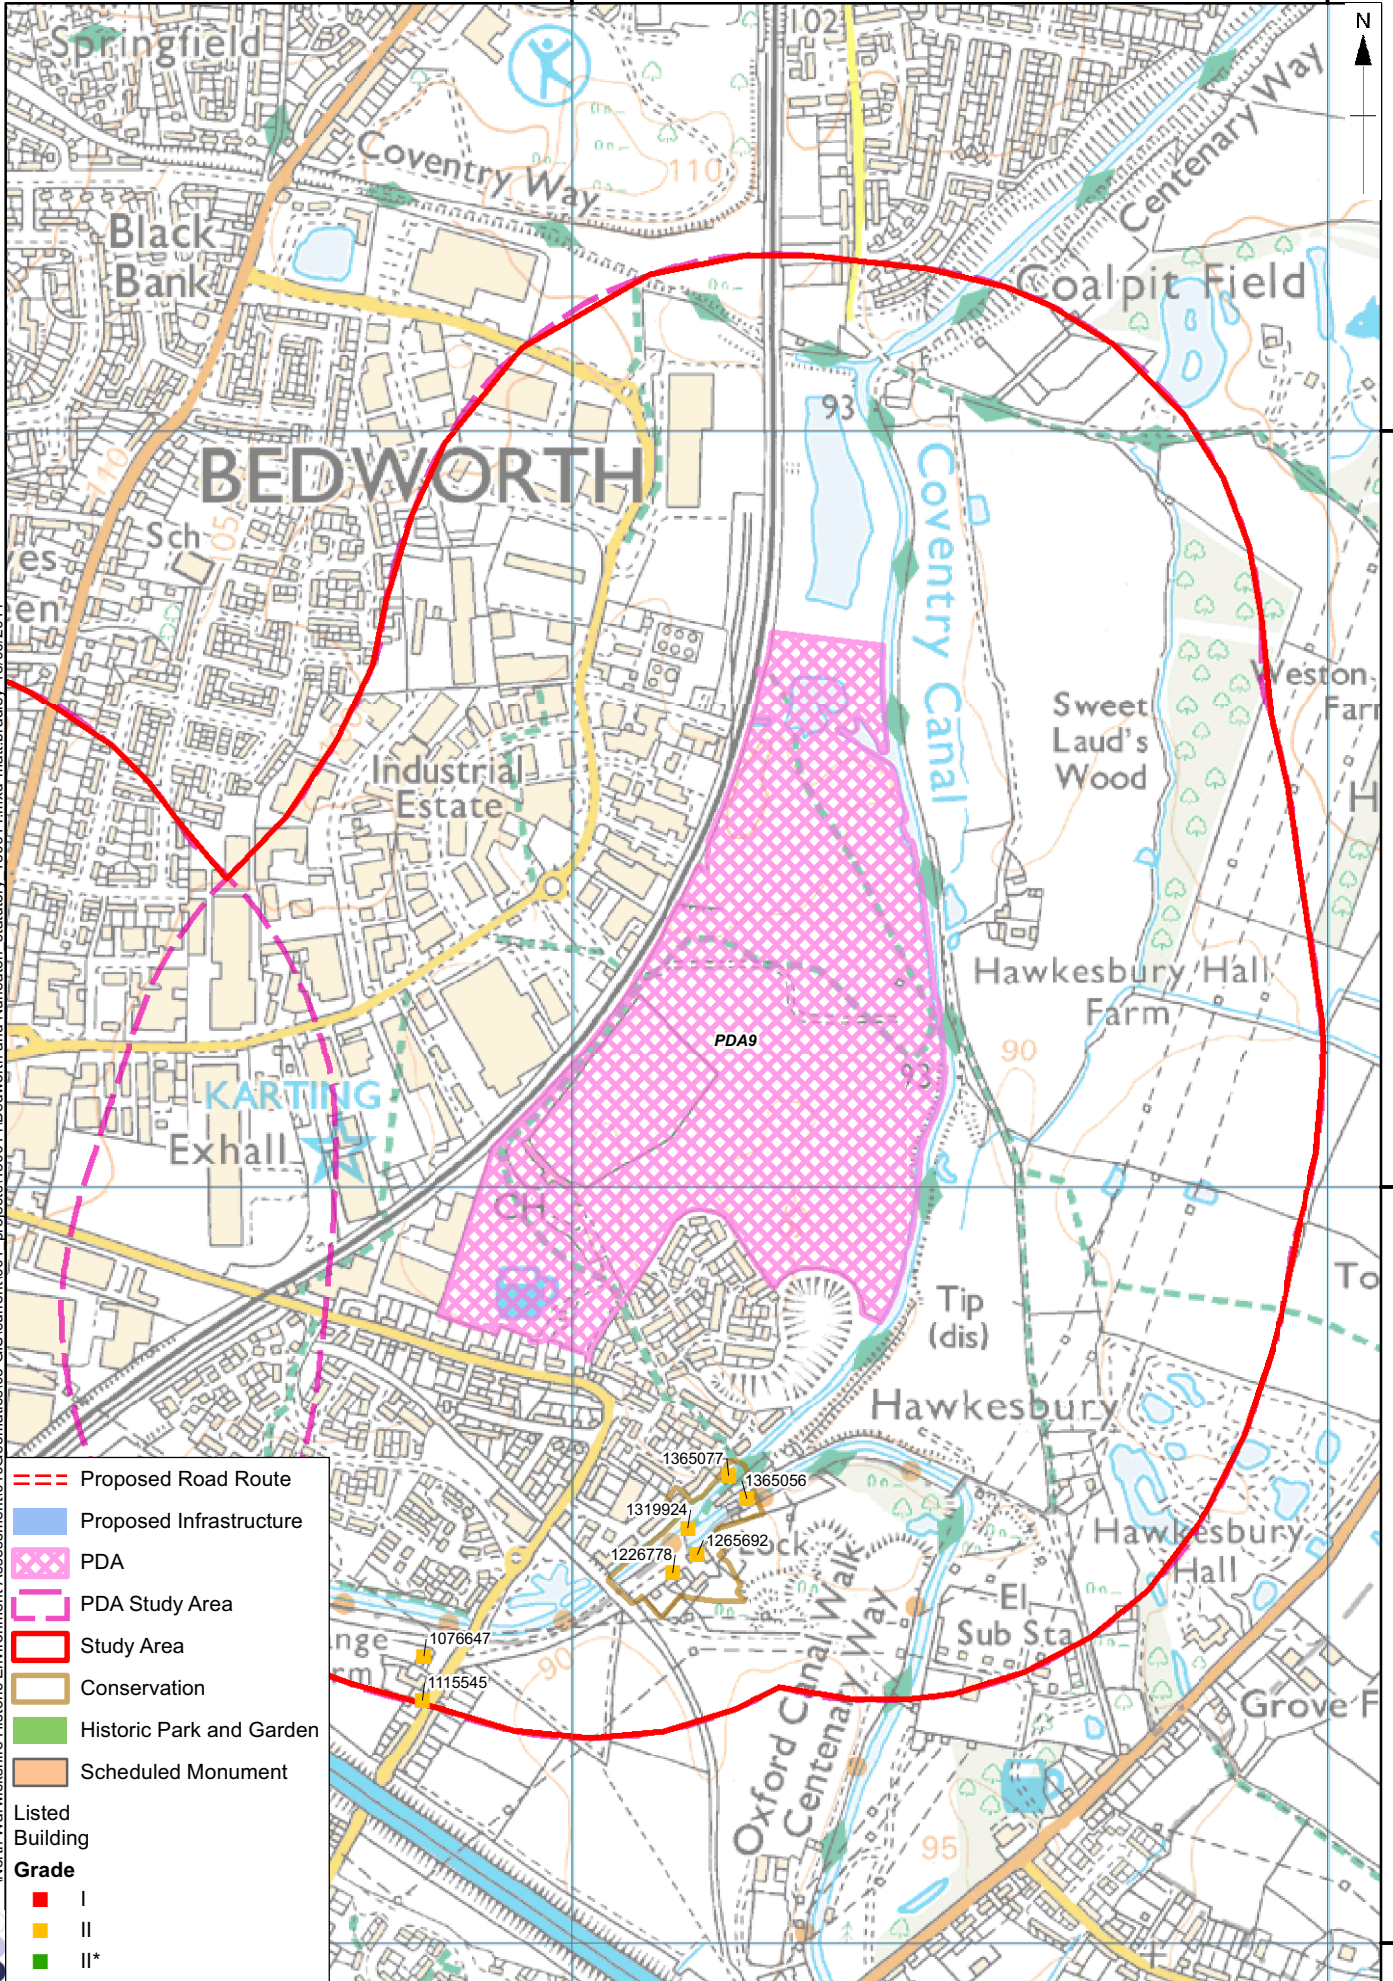 N
102
Springfield
Coventry Way
110
Centenary Way
Black
Bank
Coalpit Field
93
BEDWORTH
110
Sch
105
Coventry Canal
Weston
Farr
Sweet
Laud's
Wood
Industrial
Estate
H
Hawkesbury Hall
Farm
PDA9
90
93
KARTING
Exhall
CH
Tip
(dis)
To
Hawkesbury
1365077
1365056
1319924
1265692
1226778
Lock
Hawkesbury
Hall
El
Sub Sta
1076647
1115545
90
Oxford Canal Walk
Centenary Way
Grove F
95
Proposed Road Route
Proposed Infrastructure
PDA
PDA Study Area
Study Area
Conservation
Historic Park and Garden
Scheduled Monument
Listed
Building
Grade
I
II
II*